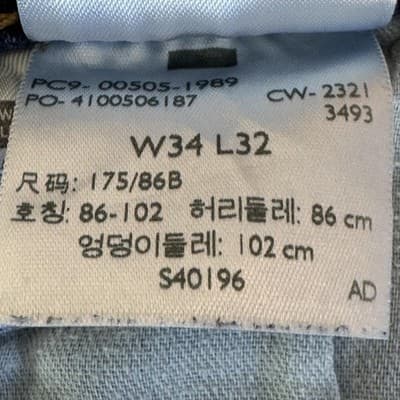 PC9- 00505-1989
PO- 4100506187
CW-2321
3493
W34 L32
尺码: 175/86B
호칭: 86-102 허리둘레: 86 cm
엉덩이둘레: 102 cm
S40196
AD